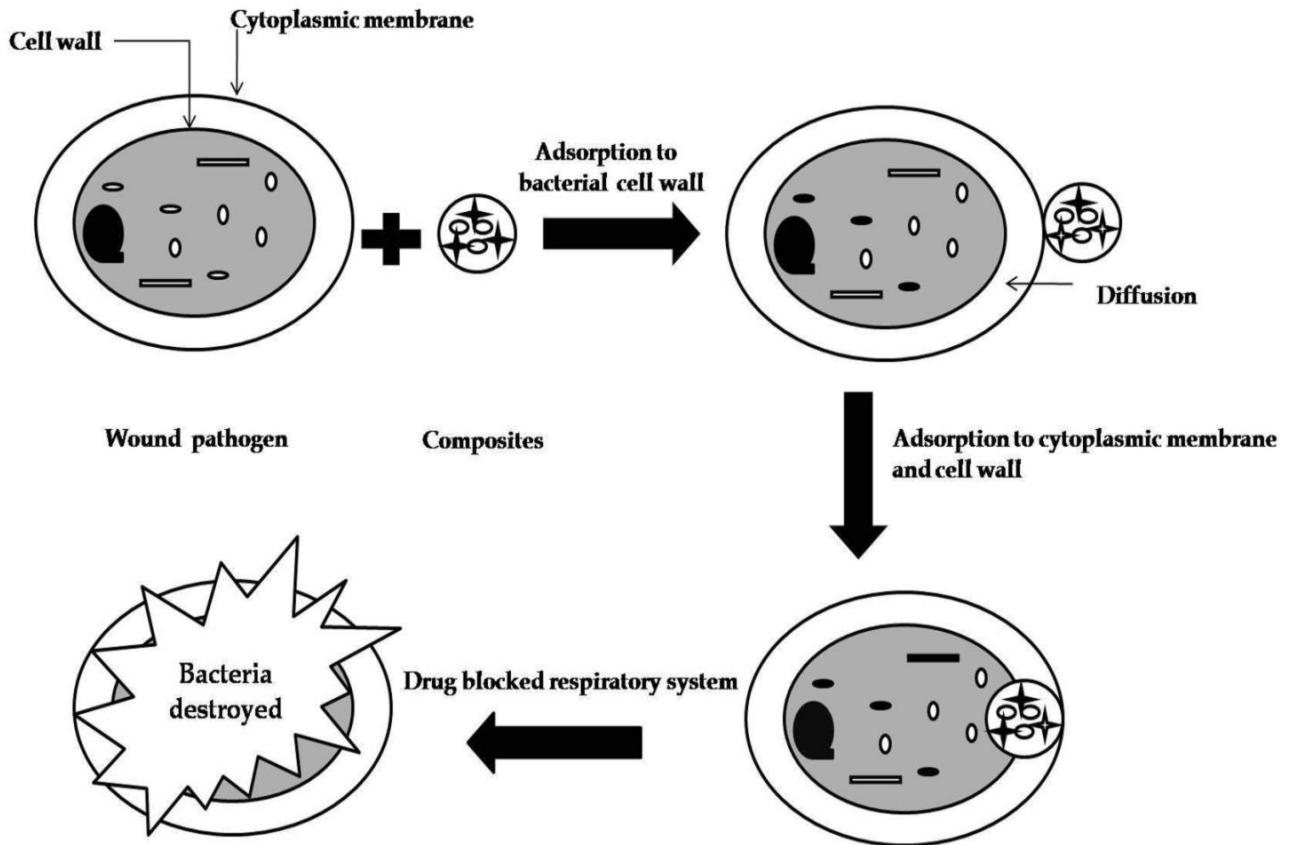 Cytoplasmic membrane
Cell wall
Adsorption to
bacterial cell wall
Diffusion
Wound pathogen
Composites
Adsorption to cytoplasmic membrane
and cell wall
Drug blocked respiratory system
Bacteria
destroyed